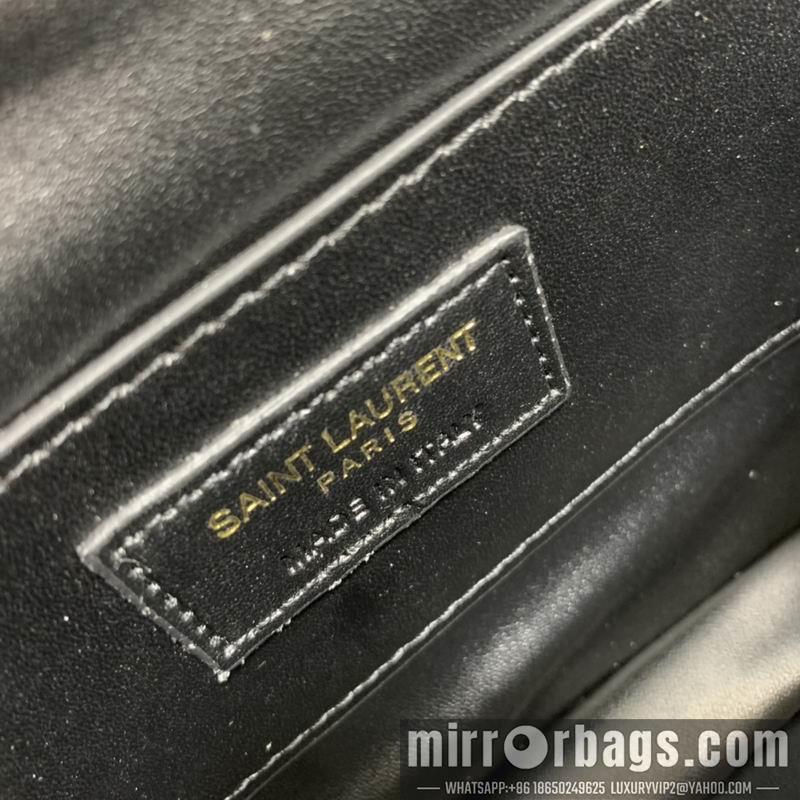 SAINT LAURENT
PARIS
MADE IN ITALY
mirrorbags.com
WHATSAPP:+86 18650249625 LUXURYVIP2@YAHOO.COM